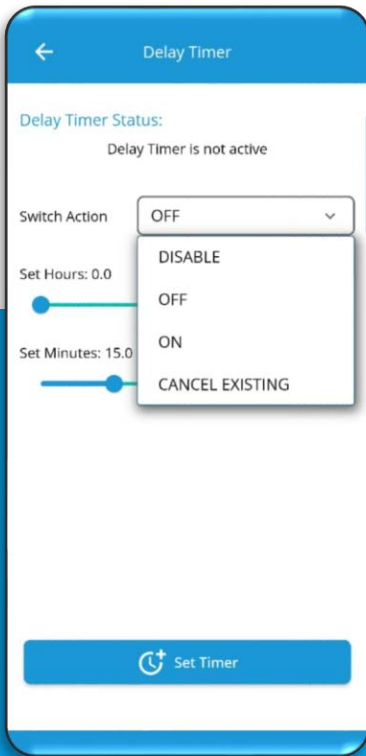 Delay Timer
Delay Timer Status:
Delay Timer is not active
Switch Action OFF
DISABLE
OFF
ON
CANCEL EXISTING
Set Hours: 0.0
Set Minutes: 15.0
Set Timer